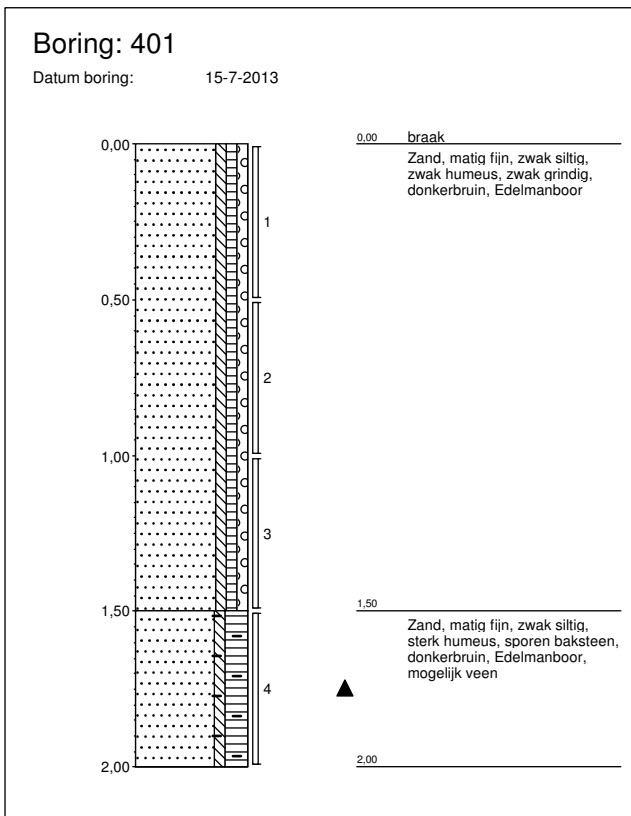 Boring: 401
Datum boring: 15-7-2013
0,00
0,50
1,00
1,50
2,00
1
2
3
4
0,00 braak
Zand, matig fijn, zwak siltig,
zwak humeus, zwak grindig,
donkerbruin, Edelmanboor
1,50
Zand, matig fijn, zwak siltig,
sterk humeus, sporen baksteen,
donkerbruin, Edelmanboor,
mogelijk veen
2,00